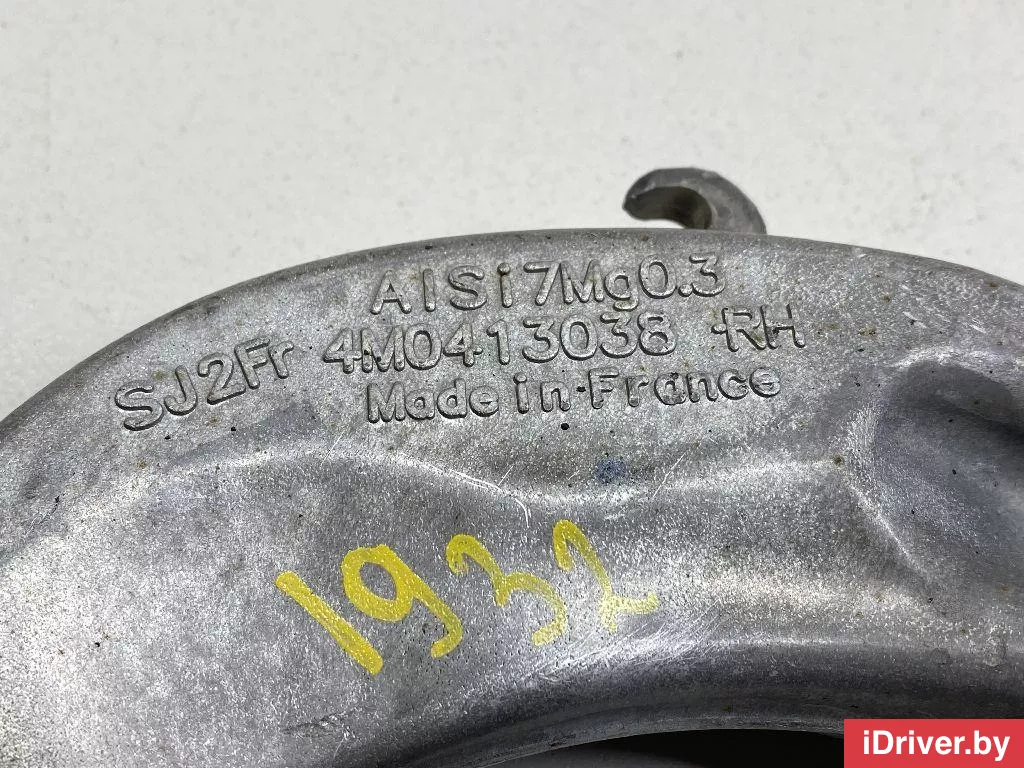 AlSi7Mg0.3
SJ2Fr 4M0413038 -RH
Made in France
1932
iDriver.by